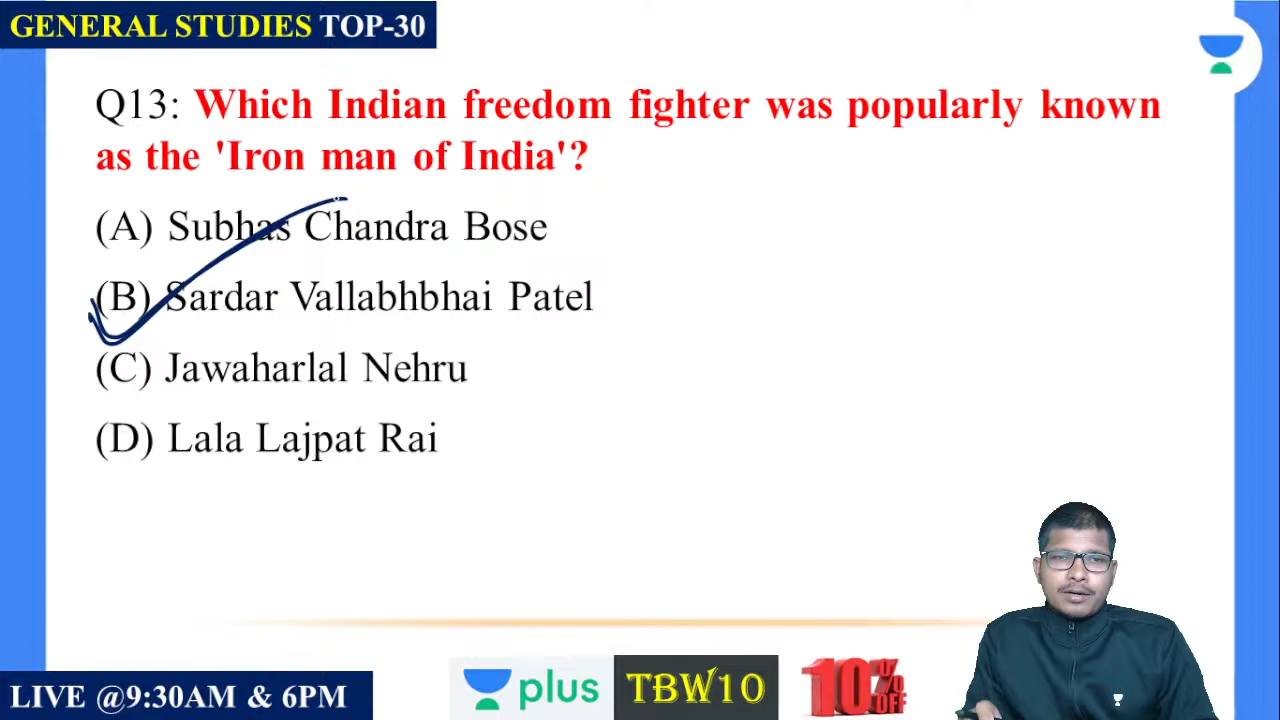 GENERAL STUDIES TOP-30
Q13: Which Indian freedom fighter was popularly known
as the 'Iron man of India'?
(A) Subhas Chandra Bose
(B) Sardar Vallabhbhai Patel
(C) Jawaharlal Nehru
(D) Lala Lajpat Rai
LIVE @9:30AM & 6PM
plus
TBW10
10% OFF